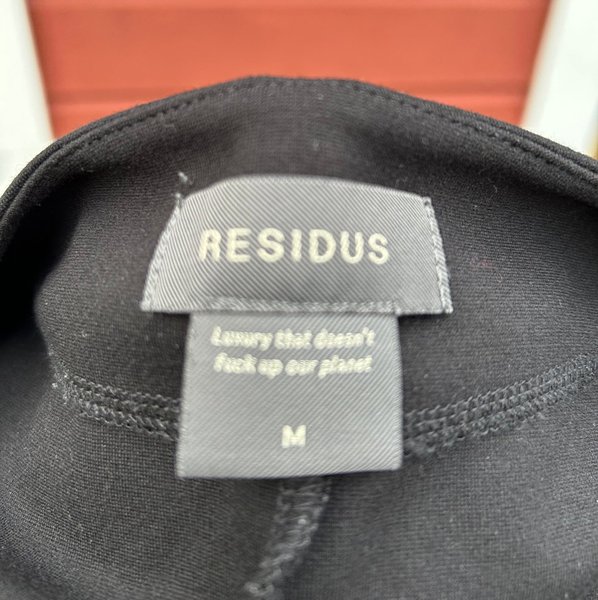 RESIDUS
Luxury that doesn't
fuck up our planet
M